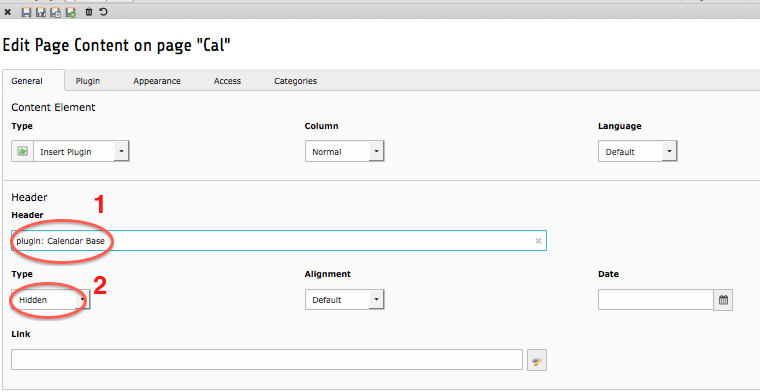 Edit Page Content on page "Cal"
General Plugin Appearance Access Categories
Content Element
Type Column Language
Insert Plugin Normal Default
1
Header
Header
plugin: Calendar Base
2
Type Alignment Date
Hidden Default
Link